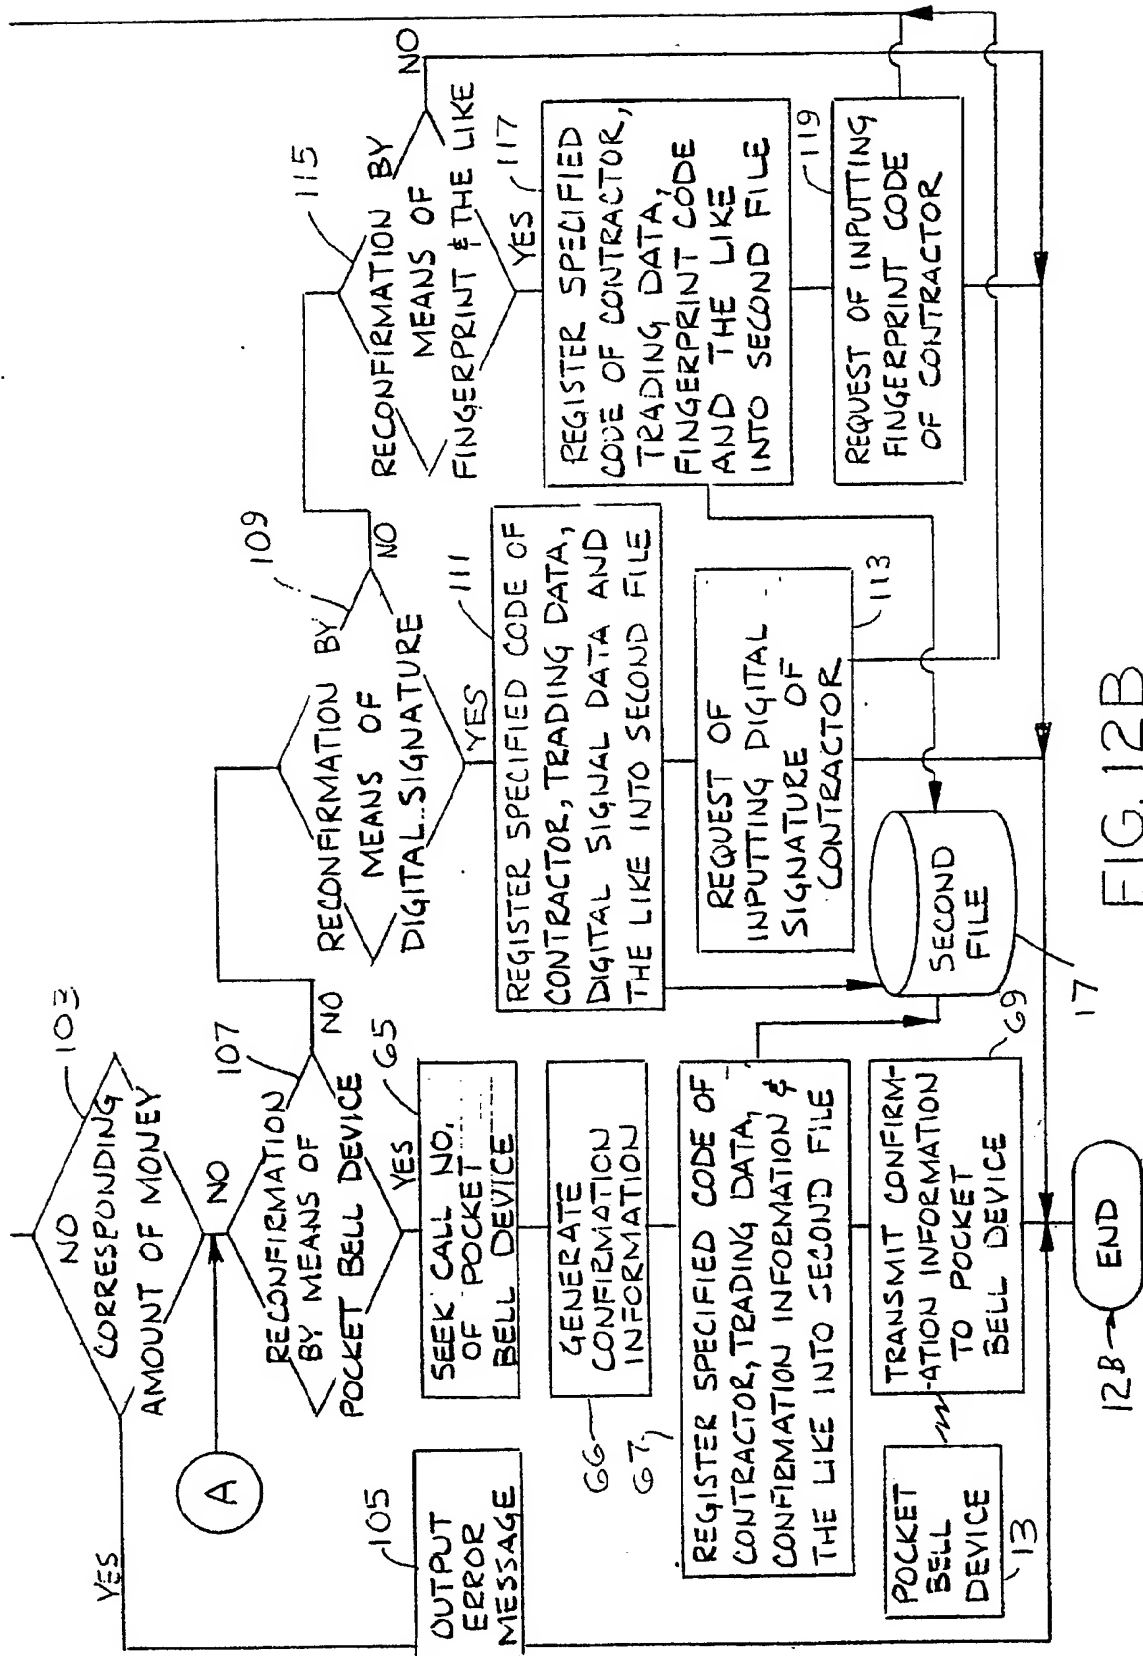 NO
103
CORRESPONDING
AMOUNT OF MONEY
YES
NO
A
107
RECONFIRMATION
BY MEANS OF
POCKET BELL DEVICE
NO
YES
105
OUTPUT
ERROR
MESSAGE
65
SEEK CALL NO.
OF POCKET
BELL DEVICE
66
GENERATE
CONFIRMATION
INFORMATION
67
REGISTER SPECIFIED CODE OF
CONTRACTOR, TRADING DATA,
CONFIRMATION INFORMATION &
THE LIKE INTO SECOND FILE
69
TRANSMIT CONFIRM-
ATION INFORMATION
TO POCKET
BELL DEVICE
POCKET
BELL
DEVICE
13
109
RECONFIRMATION BY
MEANS OF
DIGITAL SIGNATURE
NO
YES
111
REGISTER SPECIFIED CODE OF
CONTRACTOR, TRADING DATA,
DIGITAL SIGNAL DATA AND
THE LIKE INTO SECOND FILE
113
REQUEST OF
INPUTTING DIGITAL
SIGNATURE OF
CONTRACTOR
SECOND
FILE
17
115
RECONFIRMATION BY
MEANS OF
FINGERPRINT & THE LIKE
NO
YES
117
REGISTER SPECIFIED
CODE OF CONTRACTOR,
TRADING DATA,
FINGERPRINT CODE
AND THE LIKE
INTO SECOND FILE
119
REQUEST OF INPUTTING
FINGERPRINT CODE
OF CONTRACTOR
12B
END
FIG. 12B